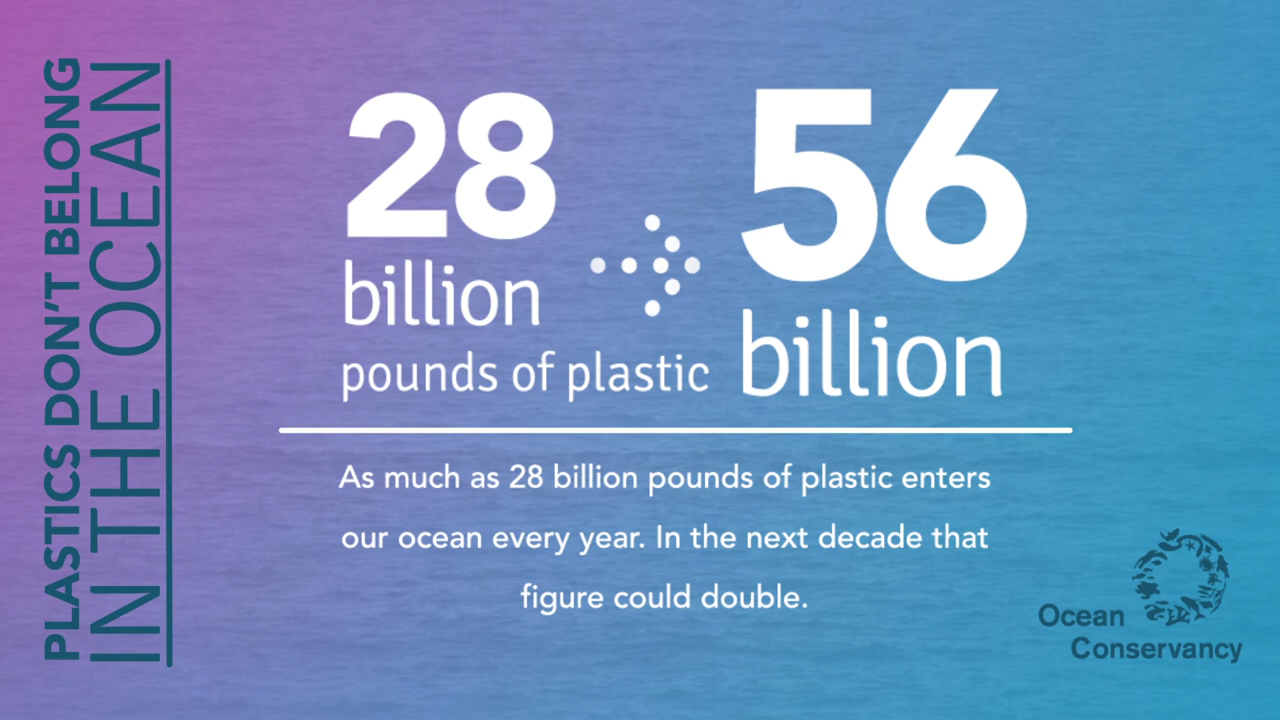 PLASTICS DON'T BELONG
IN THE OCEAN
28
billion
pounds of plastic
56
billion
As much as 28 billion pounds of plastic enters
our ocean every year. In the next decade that
figure could double.
Ocean
Conservancy